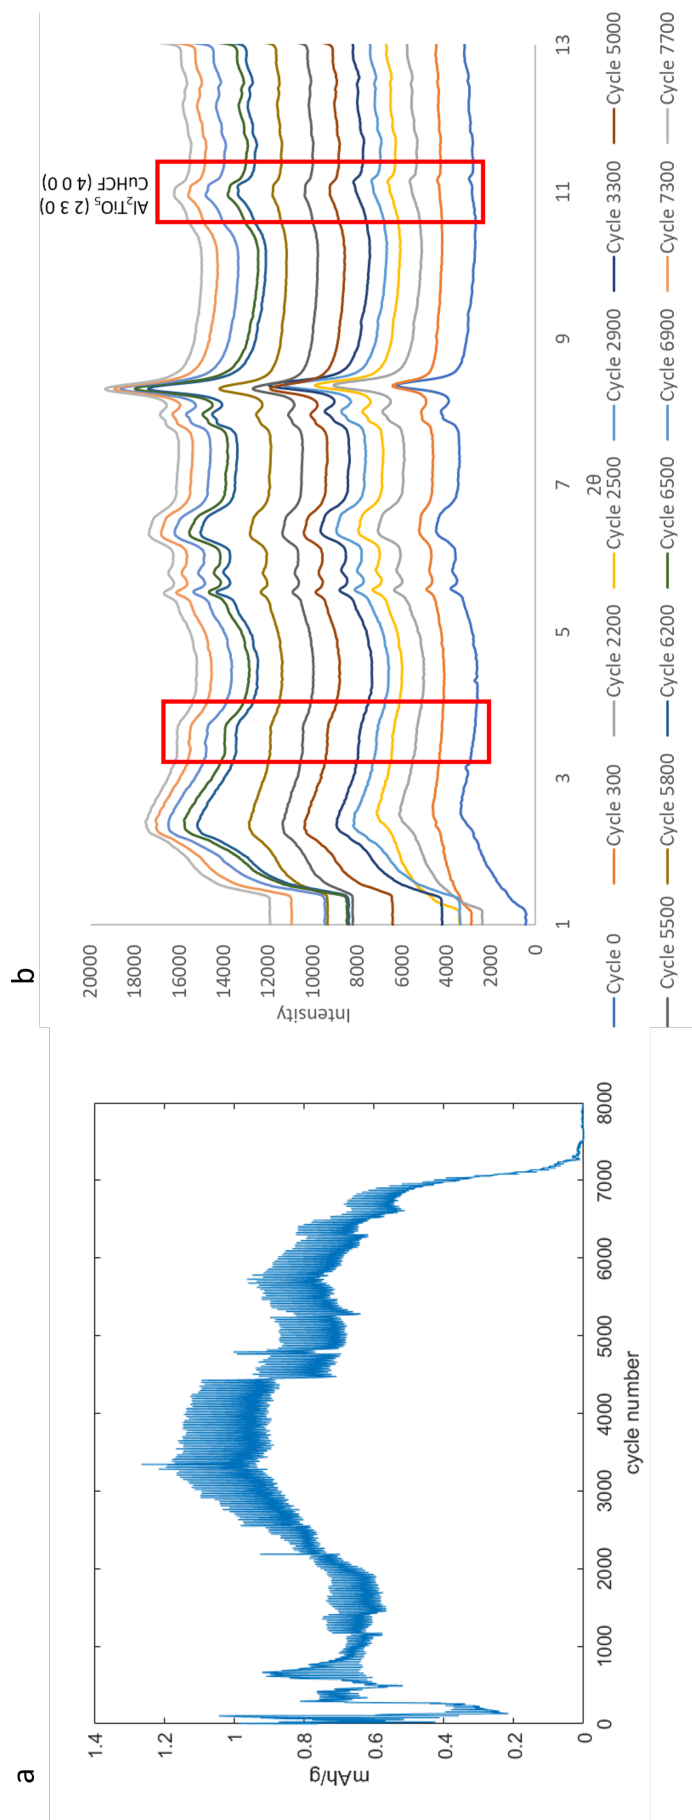 a
mAh/g
1.4
1.2
1
0.8
0.6
0.4
0.2
0
0 1000 2000 3000 4000 5000 6000 7000 8000
cycle number
b
Al₂TiO₅ (2 3 0)
CuHCF (4 0 0)
Intensity
20000
18000
16000
14000
12000
10000
8000
6000
4000
2000
0
1 3 5 7 9 11 13
2θ
Cycle 0 Cycle 300 Cycle 2200 Cycle 2500 Cycle 2900 Cycle 3300 Cycle 5000
Cycle 5500 Cycle 5800 Cycle 6200 Cycle 6500 Cycle 6900 Cycle 7300 Cycle 7700